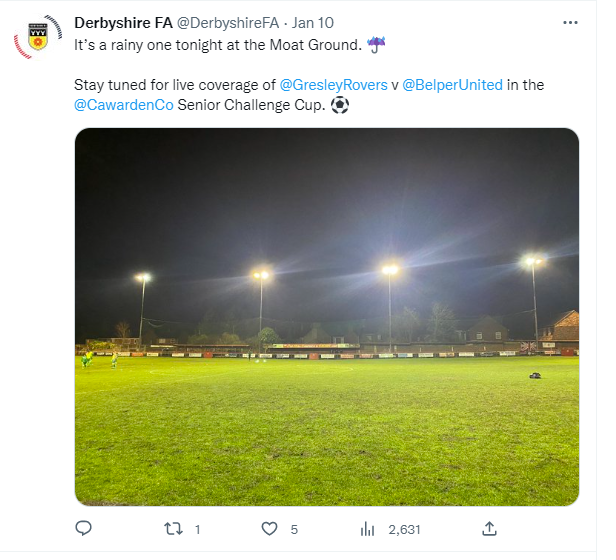 Derbyshire FA @DerbyshireFA · Jan 10
It's a rainy one tonight at the Moat Ground. ☔
Stay tuned for live coverage of @GresleyRovers v @BelperUnited in the
@CawardenCo Senior Challenge Cup. ⚽
1
5
2,631